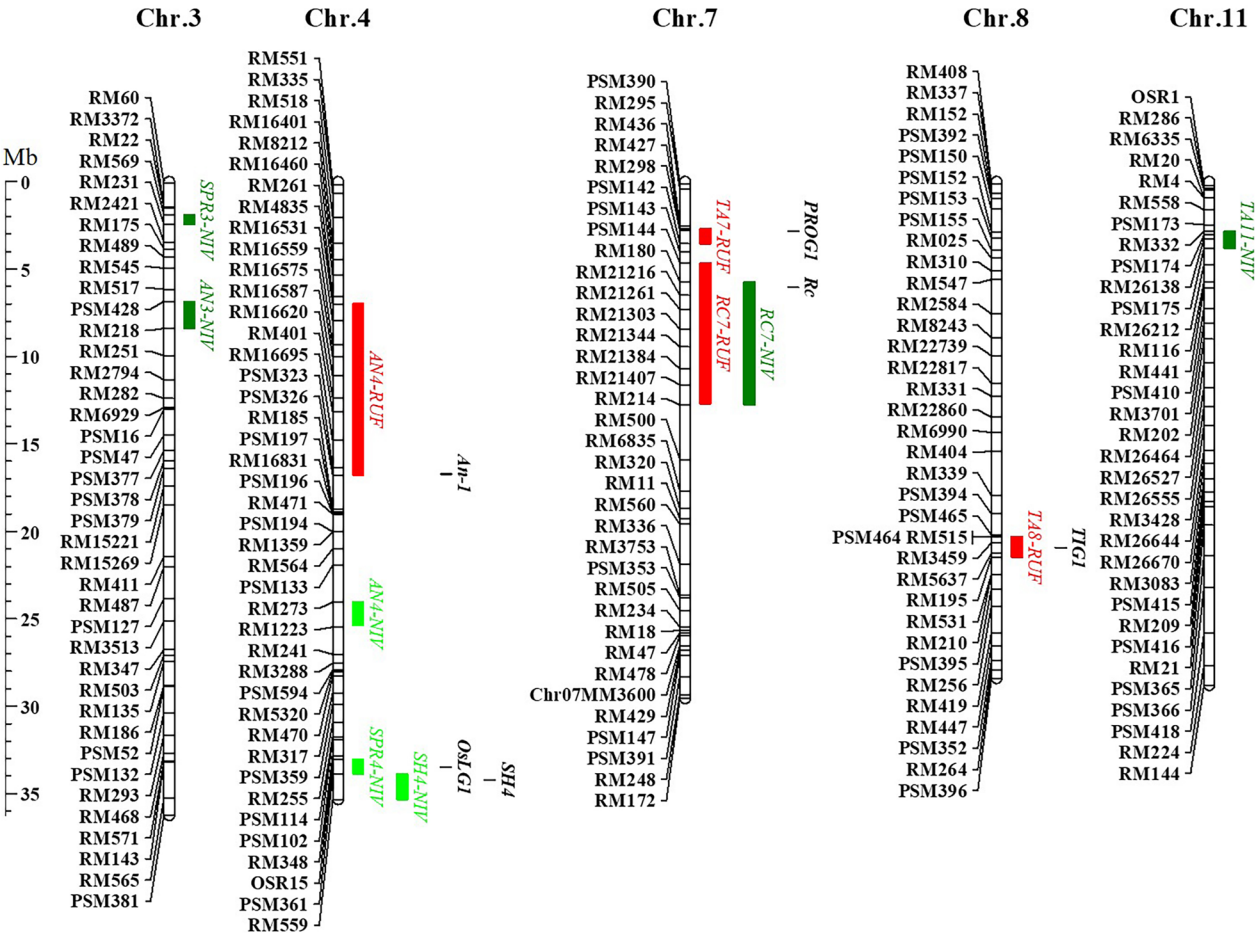 Chr.3
Chr.4
Chr.7
Chr.8
Chr.11
Mb
0
5
10
15
20
25
30
35
RM60
RM3372
RM22
RM569
RM231
RM2421
RM175
RM489
RM545
RM517
PSM428
RM218
RM251
RM2794
RM282
RM6929
PSM16
PSM47
PSM377
PSM378
PSM379
RM15221
RM15269
RM411
RM487
PSM127
RM3513
RM347
RM503
RM135
RM186
PSM52
PSM132
RM293
RM468
RM571
RM143
RM565
PSM381
SPR3-NIV
AN3-NIV
RM551
RM335
RM518
RM16401
RM8212
RM16460
RM261
RM4835
RM16531
RM16559
RM16575
RM16587
RM16620
RM401
RM16695
PSM323
PSM326
RM185
PSM197
RM16831
PSM196
RM471
PSM194
RM1359
RM564
PSM133
RM273
RM1223
RM241
RM3288
PSM594
RM5320
RM470
RM317
PSM359
RM255
PSM114
PSM102
RM348
OSR15
PSM361
RM559
AN4-RUF
An-1
AN4-NIV
SPR4-NIV
SH4-NIV
OsLG1
SH4
PSM390
RM295
RM436
RM427
RM298
PSM142
PSM143
PSM144
RM180
RM21216
RM21261
RM21303
RM21344
RM21384
RM21407
RM214
RM500
RM6835
RM320
RM11
RM560
RM336
RM3753
PSM353
RM505
RM234
RM18
RM47
RM478
Chr07MM3600
RM429
PSM147
PSM391
RM248
RM172
TA7-RUF
RC7-RUF
RC7-NIV
PROG1
Rc
RM408
RM337
RM152
PSM392
PSM150
PSM152
PSM153
PSM155
RM025
RM310
RM547
RM2584
RM8243
RM22739
RM22817
RM331
RM22860
RM6990
RM404
RM339
PSM394
PSM465
PSM464 RM515
RM3459
RM5637
RM195
RM531
RM210
PSM395
RM256
RM419
RM447
PSM352
RM264
PSM396
TA8-RUF
TIG1
OSR1
RM286
RM6335
RM20
RM4
RM558
PSM173
RM332
PSM174
RM26138
PSM175
RM26212
RM116
RM441
PSM410
RM3701
RM202
RM26464
RM26527
RM26555
RM3428
RM26644
RM26670
RM3083
PSM415
RM209
PSM416
RM21
PSM365
PSM366
PSM418
RM224
RM144
TA11-NIV